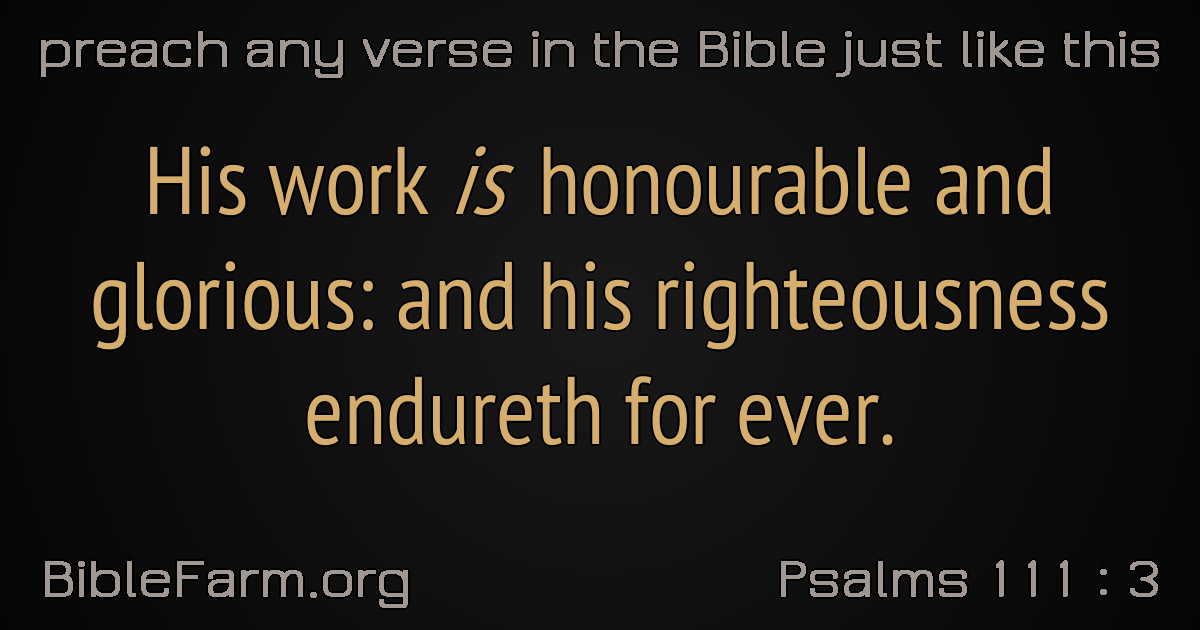 preach any verse in the Bible just like this
His work is honourable and
glorious: and his righteousness
endureth for ever.
BibleFarm.org
Psalms 111 : 3